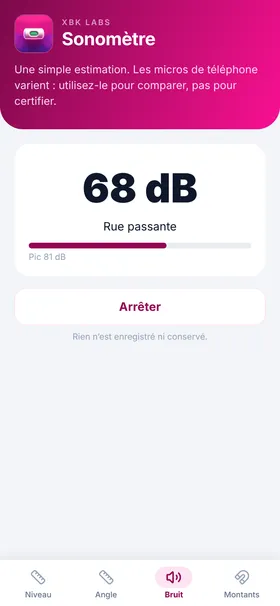 XBK LABS
Sonomètre
Une simple estimation. Les micros de téléphone
varient : utilisez-le pour comparer, pas pour
certifier.
68 dB
Rue passante
Pic 81 dB
Arrêter
Rien n'est enregistré ni conservé.
Niveau
Angle
Bruit
Montants